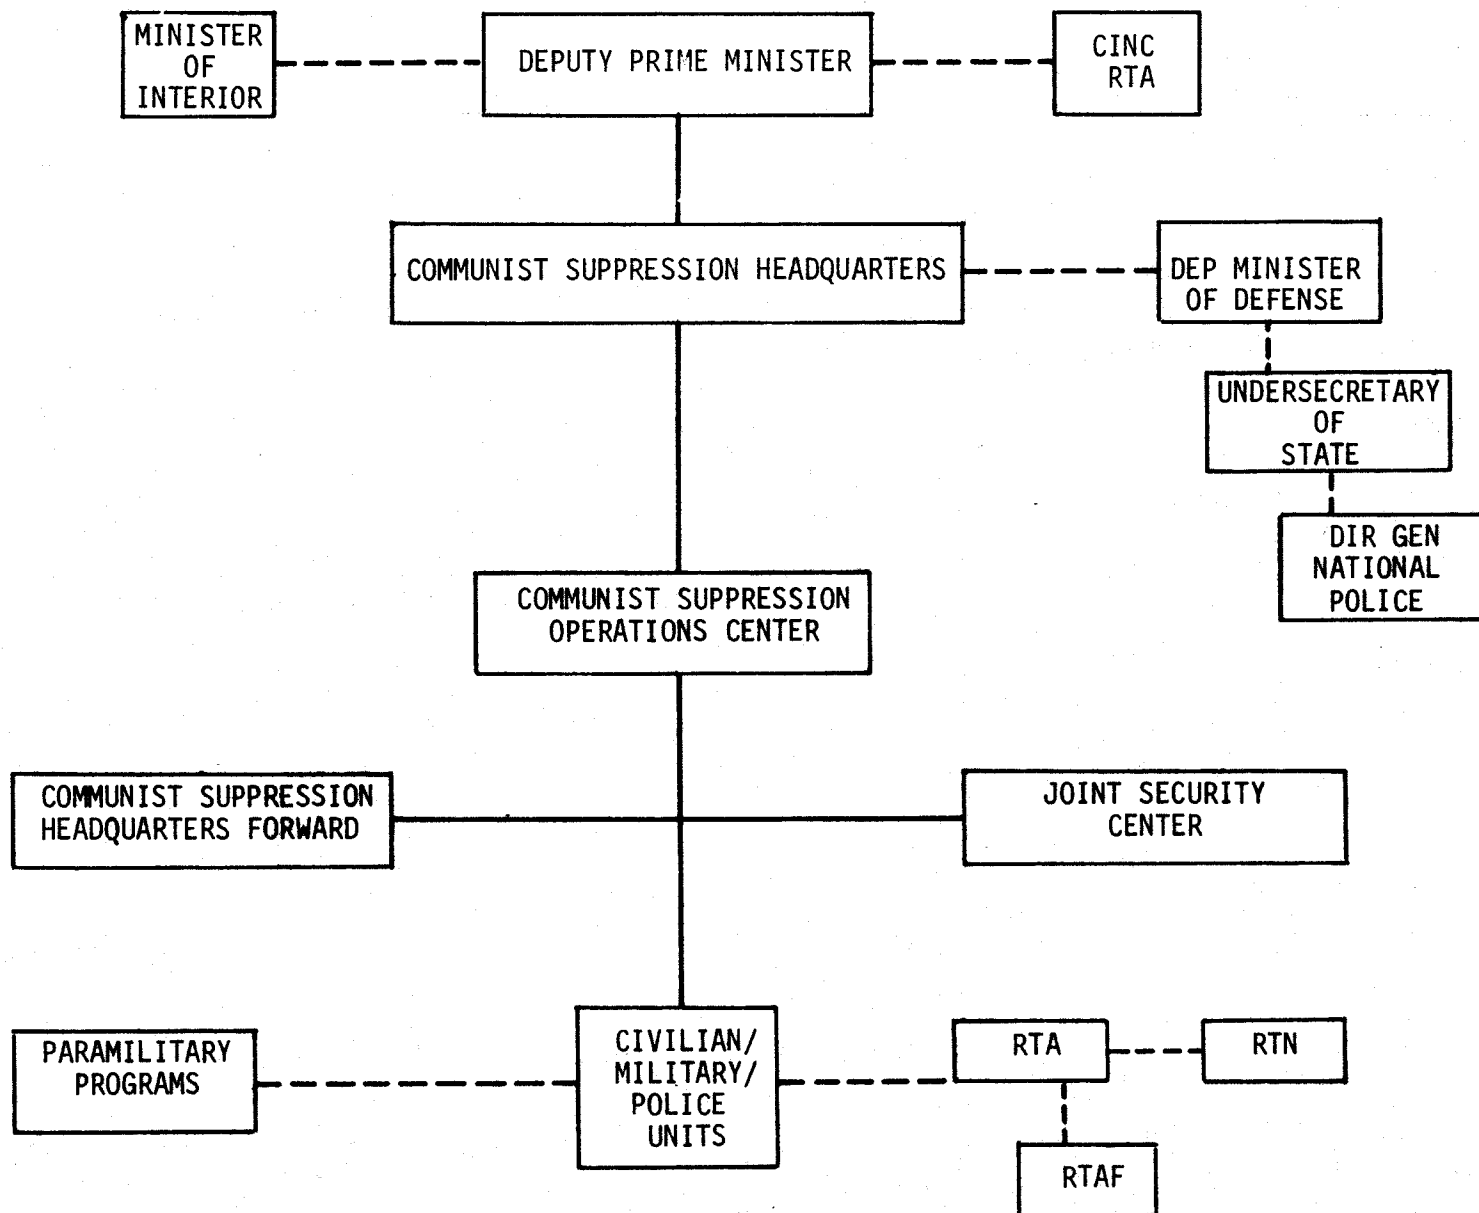 MINISTER
OF
INTERIOR
DEPUTY PRIME MINISTER
CINC
RTA
COMMUNIST SUPPRESSION HEADQUARTERS
DEP MINISTER
OF DEFENSE
UNDERSECRETARY
OF
STATE
DIR GEN
NATIONAL
POLICE
COMMUNIST SUPPRESSION
OPERATIONS CENTER
COMMUNIST SUPPRESSION
HEADQUARTERS FORWARD
JOINT SECURITY
CENTER
PARAMILITARY
PROGRAMS
CIVILIAN/
MILITARY/
POLICE
UNITS
RTA
RTN
RTAF